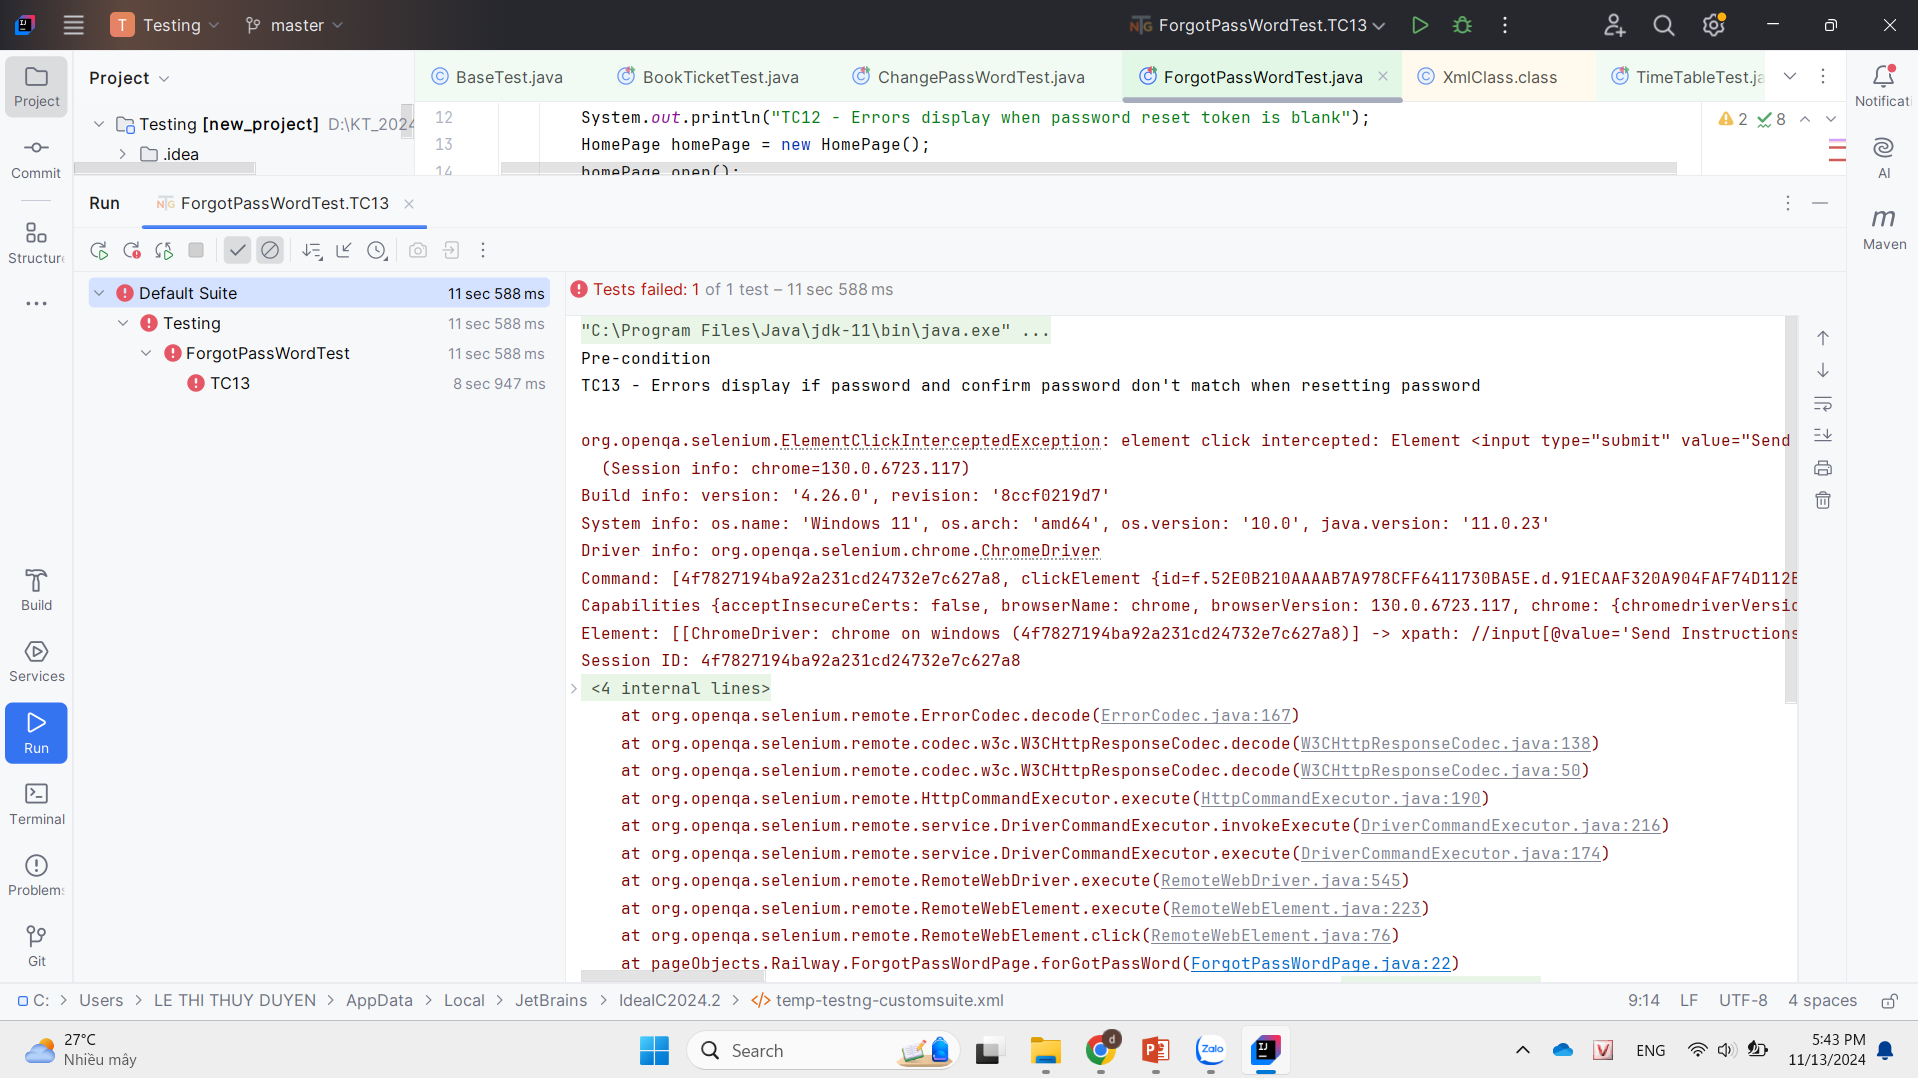 T Testing master ForgotPassWordTest.TC13
Project
BaseTest.java BookTicketTest.java ChangePassWordTest.java ForgotPassWordTest.java XmlClass.class TimeTableTest.ja
Project
Testing [new_project] D:\KT_2024
.idea
12 System.out.println("TC12 - Errors display when password reset token is blank");
13 HomePage homePage = new HomePage();
14 homePage.open();
2 8
Notificati
AI
Maven
Commit
Structure
Run ForgotPassWordTest.TC13
Default Suite 11 sec 588 ms
Testing 11 sec 588 ms
ForgotPassWordTest 11 sec 588 ms
TC13 8 sec 947 ms
Tests failed: 1 of 1 test – 11 sec 588 ms
"C:\Program Files\Java\jdk-11\bin\java.exe" ...
Pre-condition
TC13 - Errors display if password and confirm password don't match when resetting password
org.openqa.selenium.ElementClickInterceptedException: element click intercepted: Element <input type="submit" value="Send
(Session info: chrome=130.0.6723.117)
Build info: version: '4.26.0', revision: '8ccf0219d7'
System info: os.name: 'Windows 11', os.arch: 'amd64', os.version: '10.0', java.version: '11.0.23'
Driver info: org.openqa.selenium.chrome.ChromeDriver
Command: [4f7827194ba92a231cd24732e7c627a8, clickElement {id=f.52E0B210AAAAB7A978CFF6411730BA5E.d.91ECAAF320A904FAF74D112E
Capabilities {acceptInsecureCerts: false, browserName: chrome, browserVersion: 130.0.6723.117, chrome: {chromedriverVersio
Element: [[ChromeDriver: chrome on windows (4f7827194ba92a231cd24732e7c627a8)] -> xpath: //input[@value='Send Instructions
Session ID: 4f7827194ba92a231cd24732e7c627a8
<4 internal lines>
at org.openqa.selenium.remote.ErrorCodec.decode(ErrorCodec.java:167)
at org.openqa.selenium.remote.codec.w3c.W3CHttpResponseCodec.decode(W3CHttpResponseCodec.java:138)
at org.openqa.selenium.remote.codec.w3c.W3CHttpResponseCodec.decode(W3CHttpResponseCodec.java:50)
at org.openqa.selenium.remote.HttpCommandExecutor.execute(HttpCommandExecutor.java:190)
at org.openqa.selenium.remote.service.DriverCommandExecutor.invokeExecute(DriverCommandExecutor.java:216)
at org.openqa.selenium.remote.service.DriverCommandExecutor.execute(DriverCommandExecutor.java:174)
at org.openqa.selenium.remote.RemoteWebDriver.execute(RemoteWebDriver.java:545)
at org.openqa.selenium.remote.RemoteWebElement.execute(RemoteWebElement.java:223)
at org.openqa.selenium.remote.RemoteWebElement.click(RemoteWebElement.java:76)
at pageObjects.Railway.ForgotPassWordPage.forGotPassWord(ForgotPassWordPage.java:22)
Build
Services
Run
Terminal
Problems
Git
C: > Users > LE THI THUY DUYEN > AppData > Local > JetBrains > IdeaIC2024.2 > temp-testng-customsuite.xml
9:14 LF UTF-8 4 spaces
27°C
Nhiều mây
Search
Zalo
ENG
5:43 PM
11/13/2024